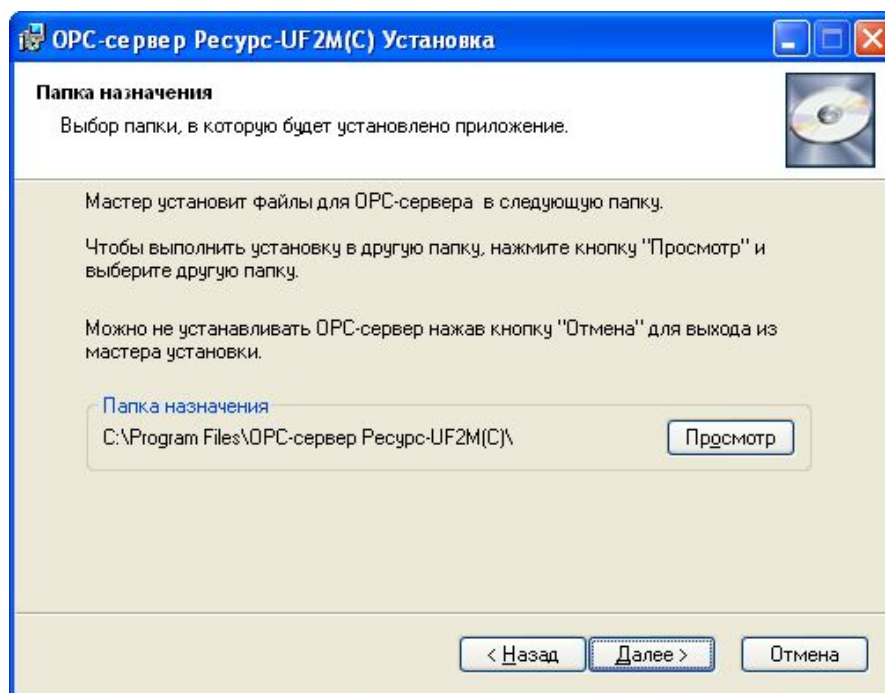 OPC-сервер Ресурс-UF2M(C) Установка
Папка назначения
Выбор папки, в которую будет установлено приложение.
Мастер установит файлы для OPC-сервера в следующую папку.
Чтобы выполнить установку в другую папку, нажмите кнопку "Просмотр" и
выберите другую папку.
Можно не устанавливать OPC-сервер нажав кнопку "Отмена" для выхода из
мастера установки.
Папка назначения
C:\Program Files\OPC-сервер Ресурс-UF2M(C)\
Просмотр
< Назад
Далее >
Отмена